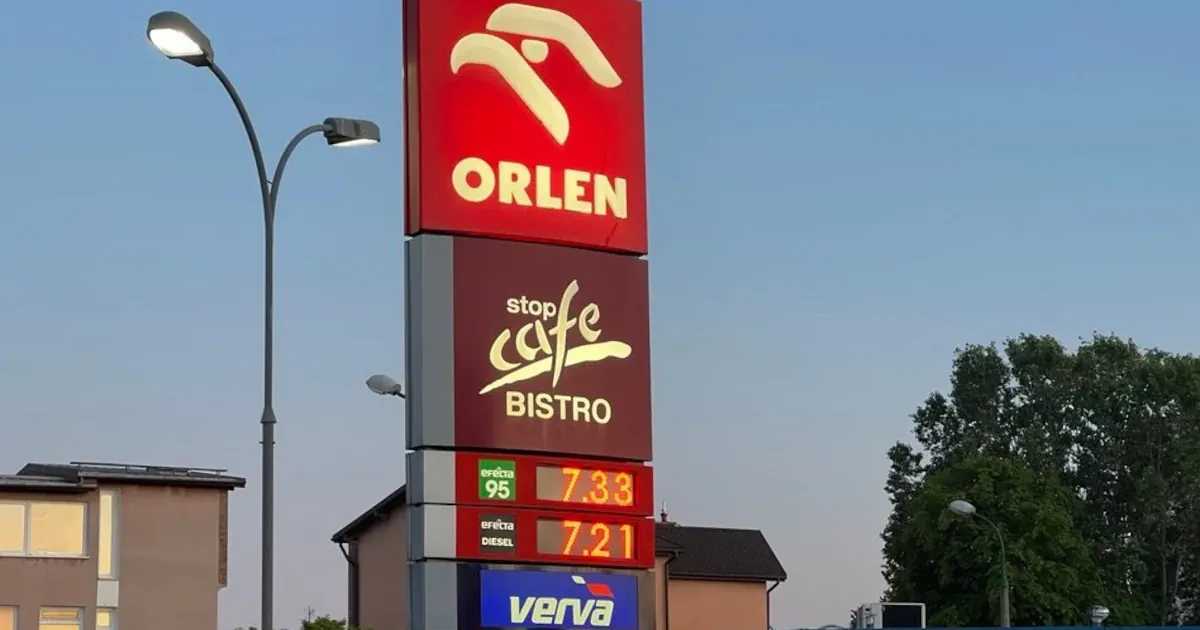 ORLEN
stop
cafe
BISTRO
efecta
95
7.33
efecta
DIESEL
7.21
verva